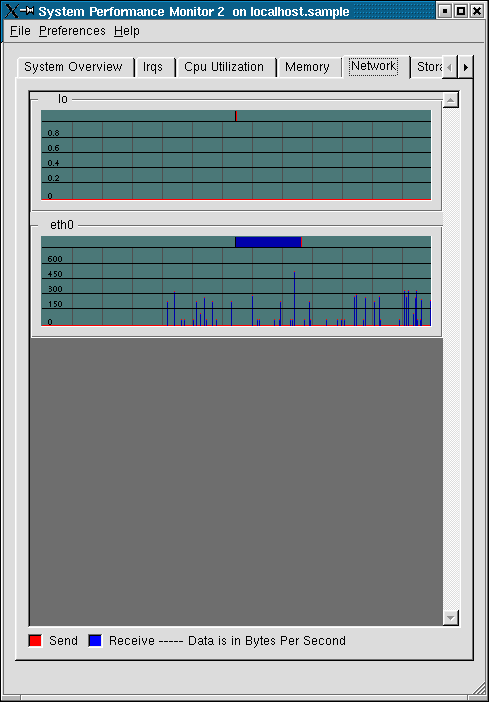 System Performance Monitor 2 on localhost.sample
File Preferences Help
System Overview Irqs Cpu Utilization Memory Network Stora
lo
0.8
0.6
0.4
0.2
0
eth0
600
450
300
150
0
Send Receive ----- Data is in Bytes Per Second